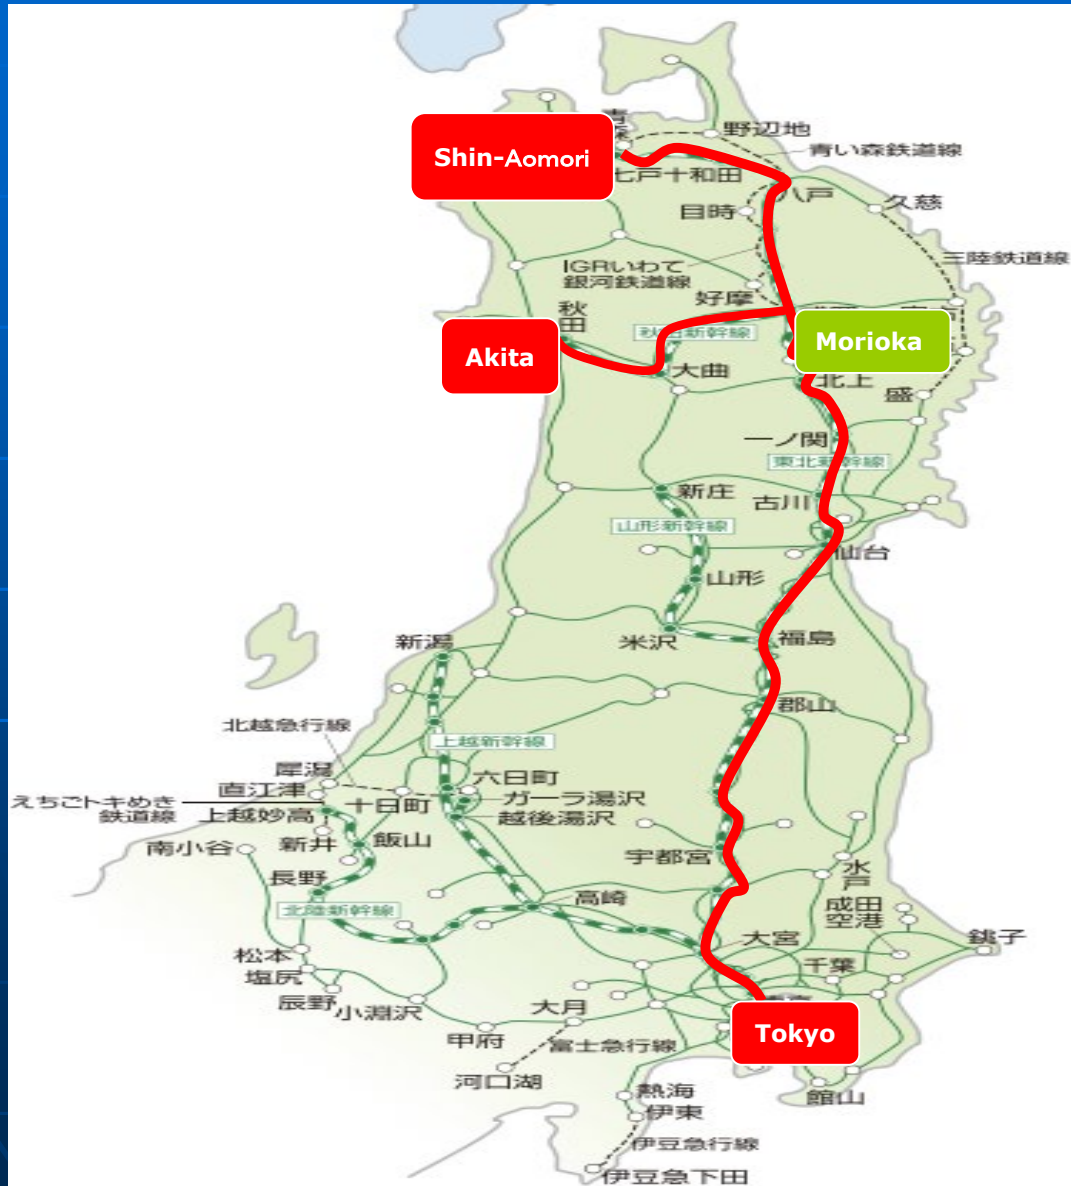 野辺地
青い森鉄道線
Shin-Aomori
七戸十和田
八戸
久慈
目時
三陸鉄道線
IGRいわて
銀河鉄道線
好摩
秋田
秋田新幹線
Morioka
Akita
大曲
北上
盛
一ノ関
東北新幹線
新庄
古川
山形新幹線
仙台
山形
新潟
米沢
福島
郡山
北越急行線
上越新幹線
犀潟
六日町
直江津
十日町
ガーラ湯沢
えちごトキめき
鉄道線
上越妙高
越後湯沢
南小谷
新井
飯山
宇都宮
水戸
長野
高崎
成田
空港
北陸新幹線
大宮
銚子
松本
千葉
塩尻
辰野
小淵沢
大月
Tokyo
甲府
富士急行線
河口湖
熱海
館山
伊東
伊豆急行線
伊豆急下田